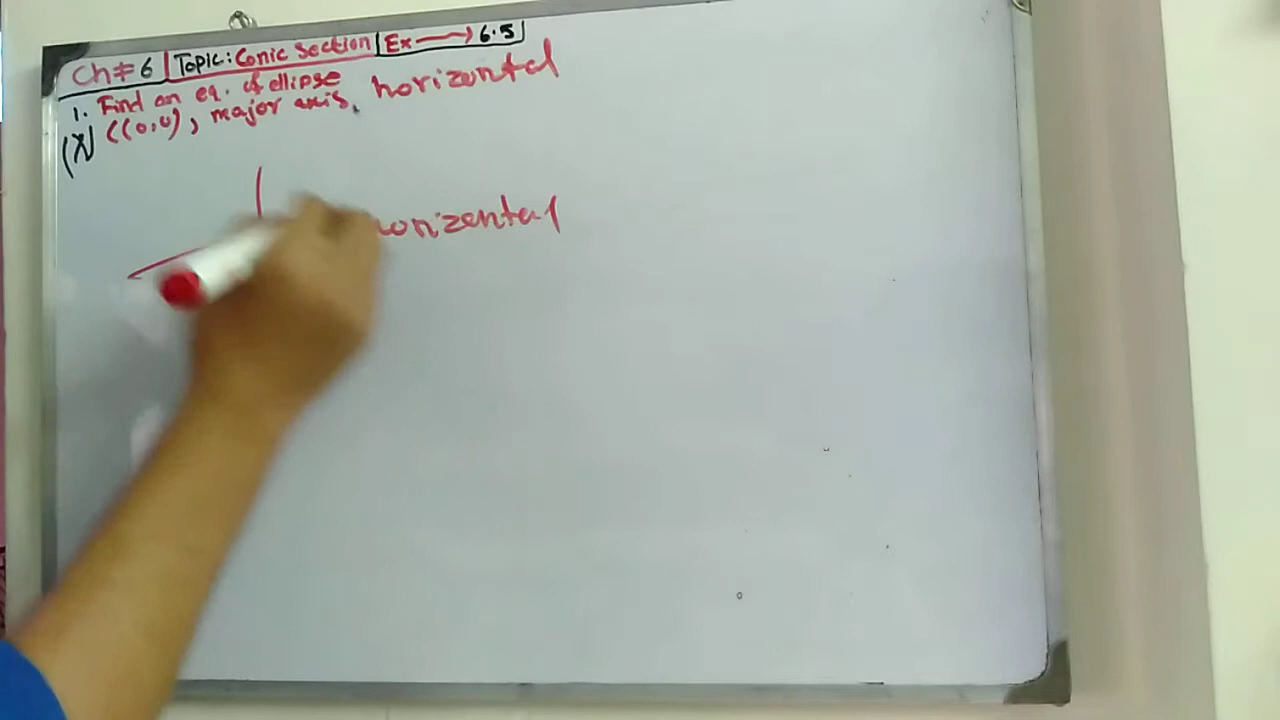 Ch # 6 | Topic: Conic Section | Ex → 6.5
1. Find an eq. of ellipse
(X) C(0,0), major axis, horizontal
horizental